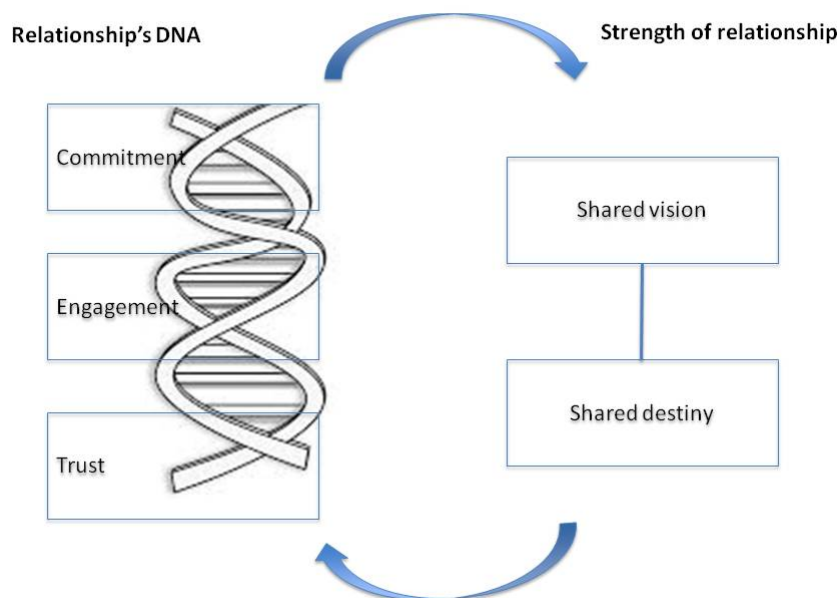 Relationship’s DNA
Strength of relationship
Commitment
Engagement
Trust
Shared vision
Shared destiny